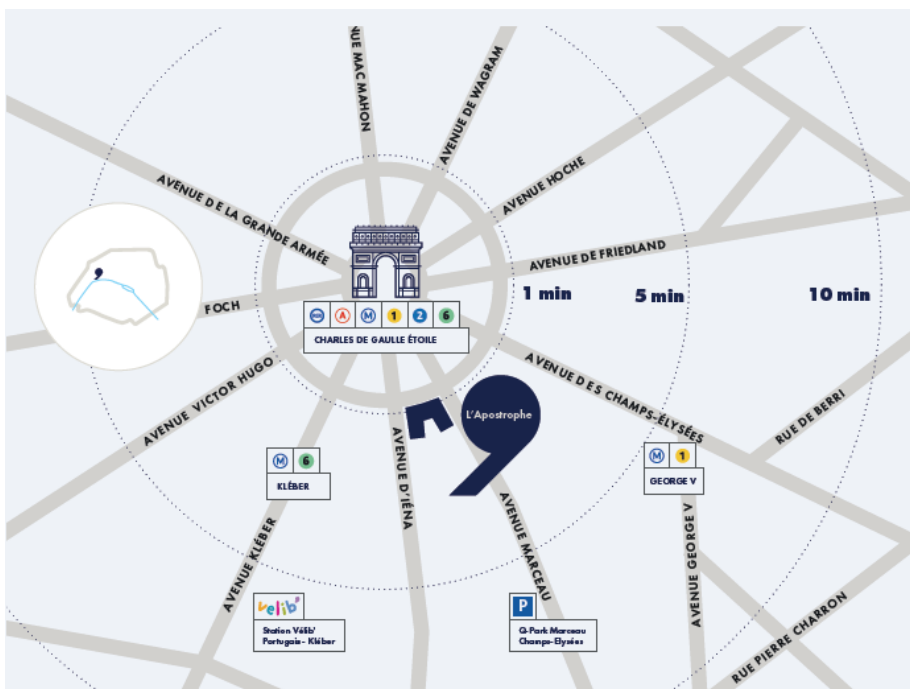 NUE MAC MAHON
AVENUE DE WAGRAM
AVENUE HOCHE
AVENUE DE LA GRANDE ARMÉE
AVENUE DE FRIEDLAND
1 min
5 min
10 min
FOCH
A M 1 2 6
CHARLES DE GAULLE ÉTOILE
AVENUE VICTOR HUGO
AVENUE DES CHAMPS-ÉLYSÉES
RUE DE BERRI
L'Apostrophe
M 6
KLÉBER
AVENUE D'IÉNA
M 1
GEORGE V
AVENUE KLÉBER
AVENUE MARCEAU
AVENUE GEORGE V
RUE PIERRE CHARRON
velib'
Station Vélib'
Portugais - Kléber
P
Q-Park Marceau
Champs-Elysées